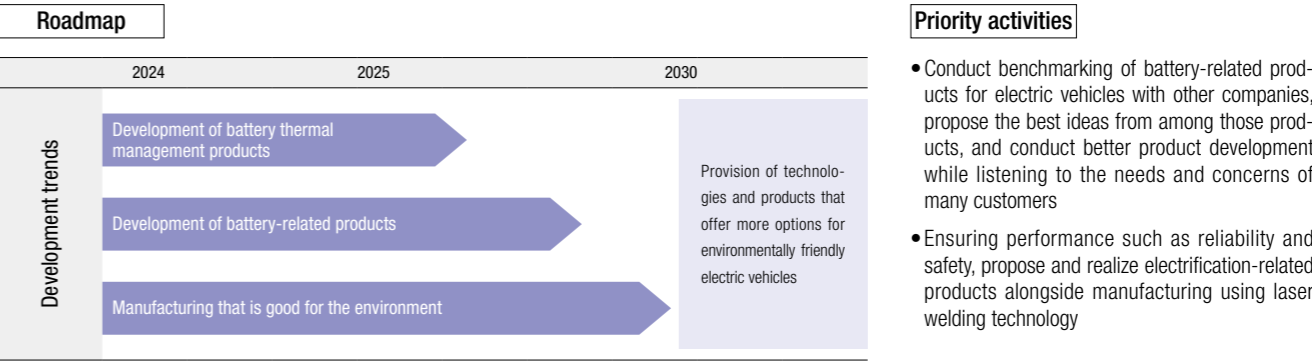 Roadmap
2024 2025 2030
Development trends
Development of battery thermal
management products
Development of battery-related products
Manufacturing that is good for the environment
Provision of technolo-
gies and products that
offer more options for
environmentally friendly
electric vehicles
Priority activities
•Conduct benchmarking of battery-related prod-
ucts for electric vehicles with other companies,
propose the best ideas from among those prod-
ucts, and conduct better product development
while listening to the needs and concerns of
many customers
•Ensuring performance such as reliability and
safety, propose and realize electrification-related
products alongside manufacturing using laser
welding technology